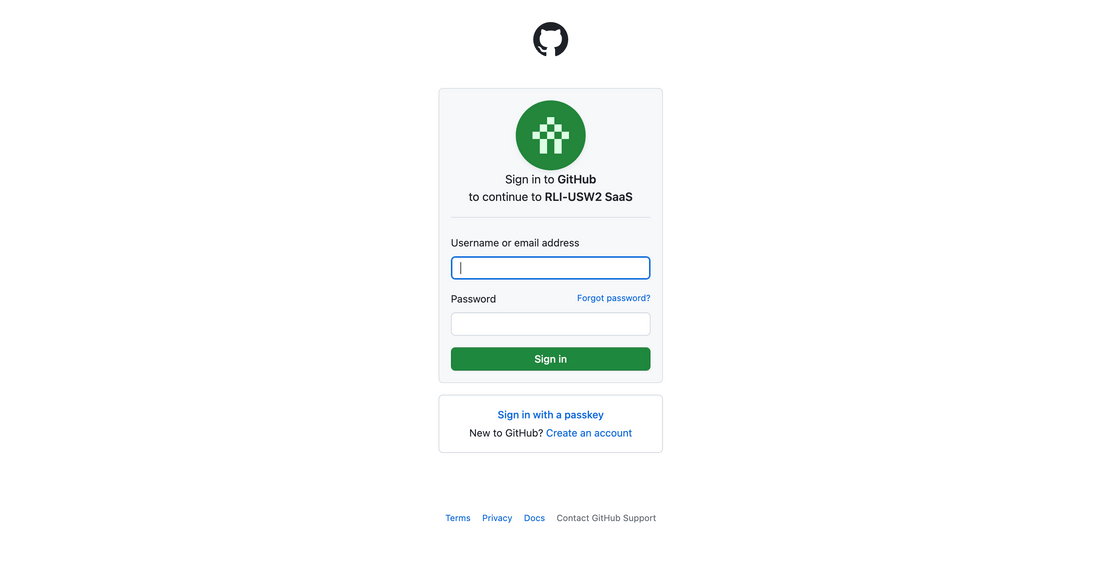 Sign in to GitHub
to continue to RLI-USW2 SaaS
Username or email address
Password Forgot password?
Sign in
Sign in with a passkey
New to GitHub? Create an account
Terms Privacy Docs Contact GitHub Support